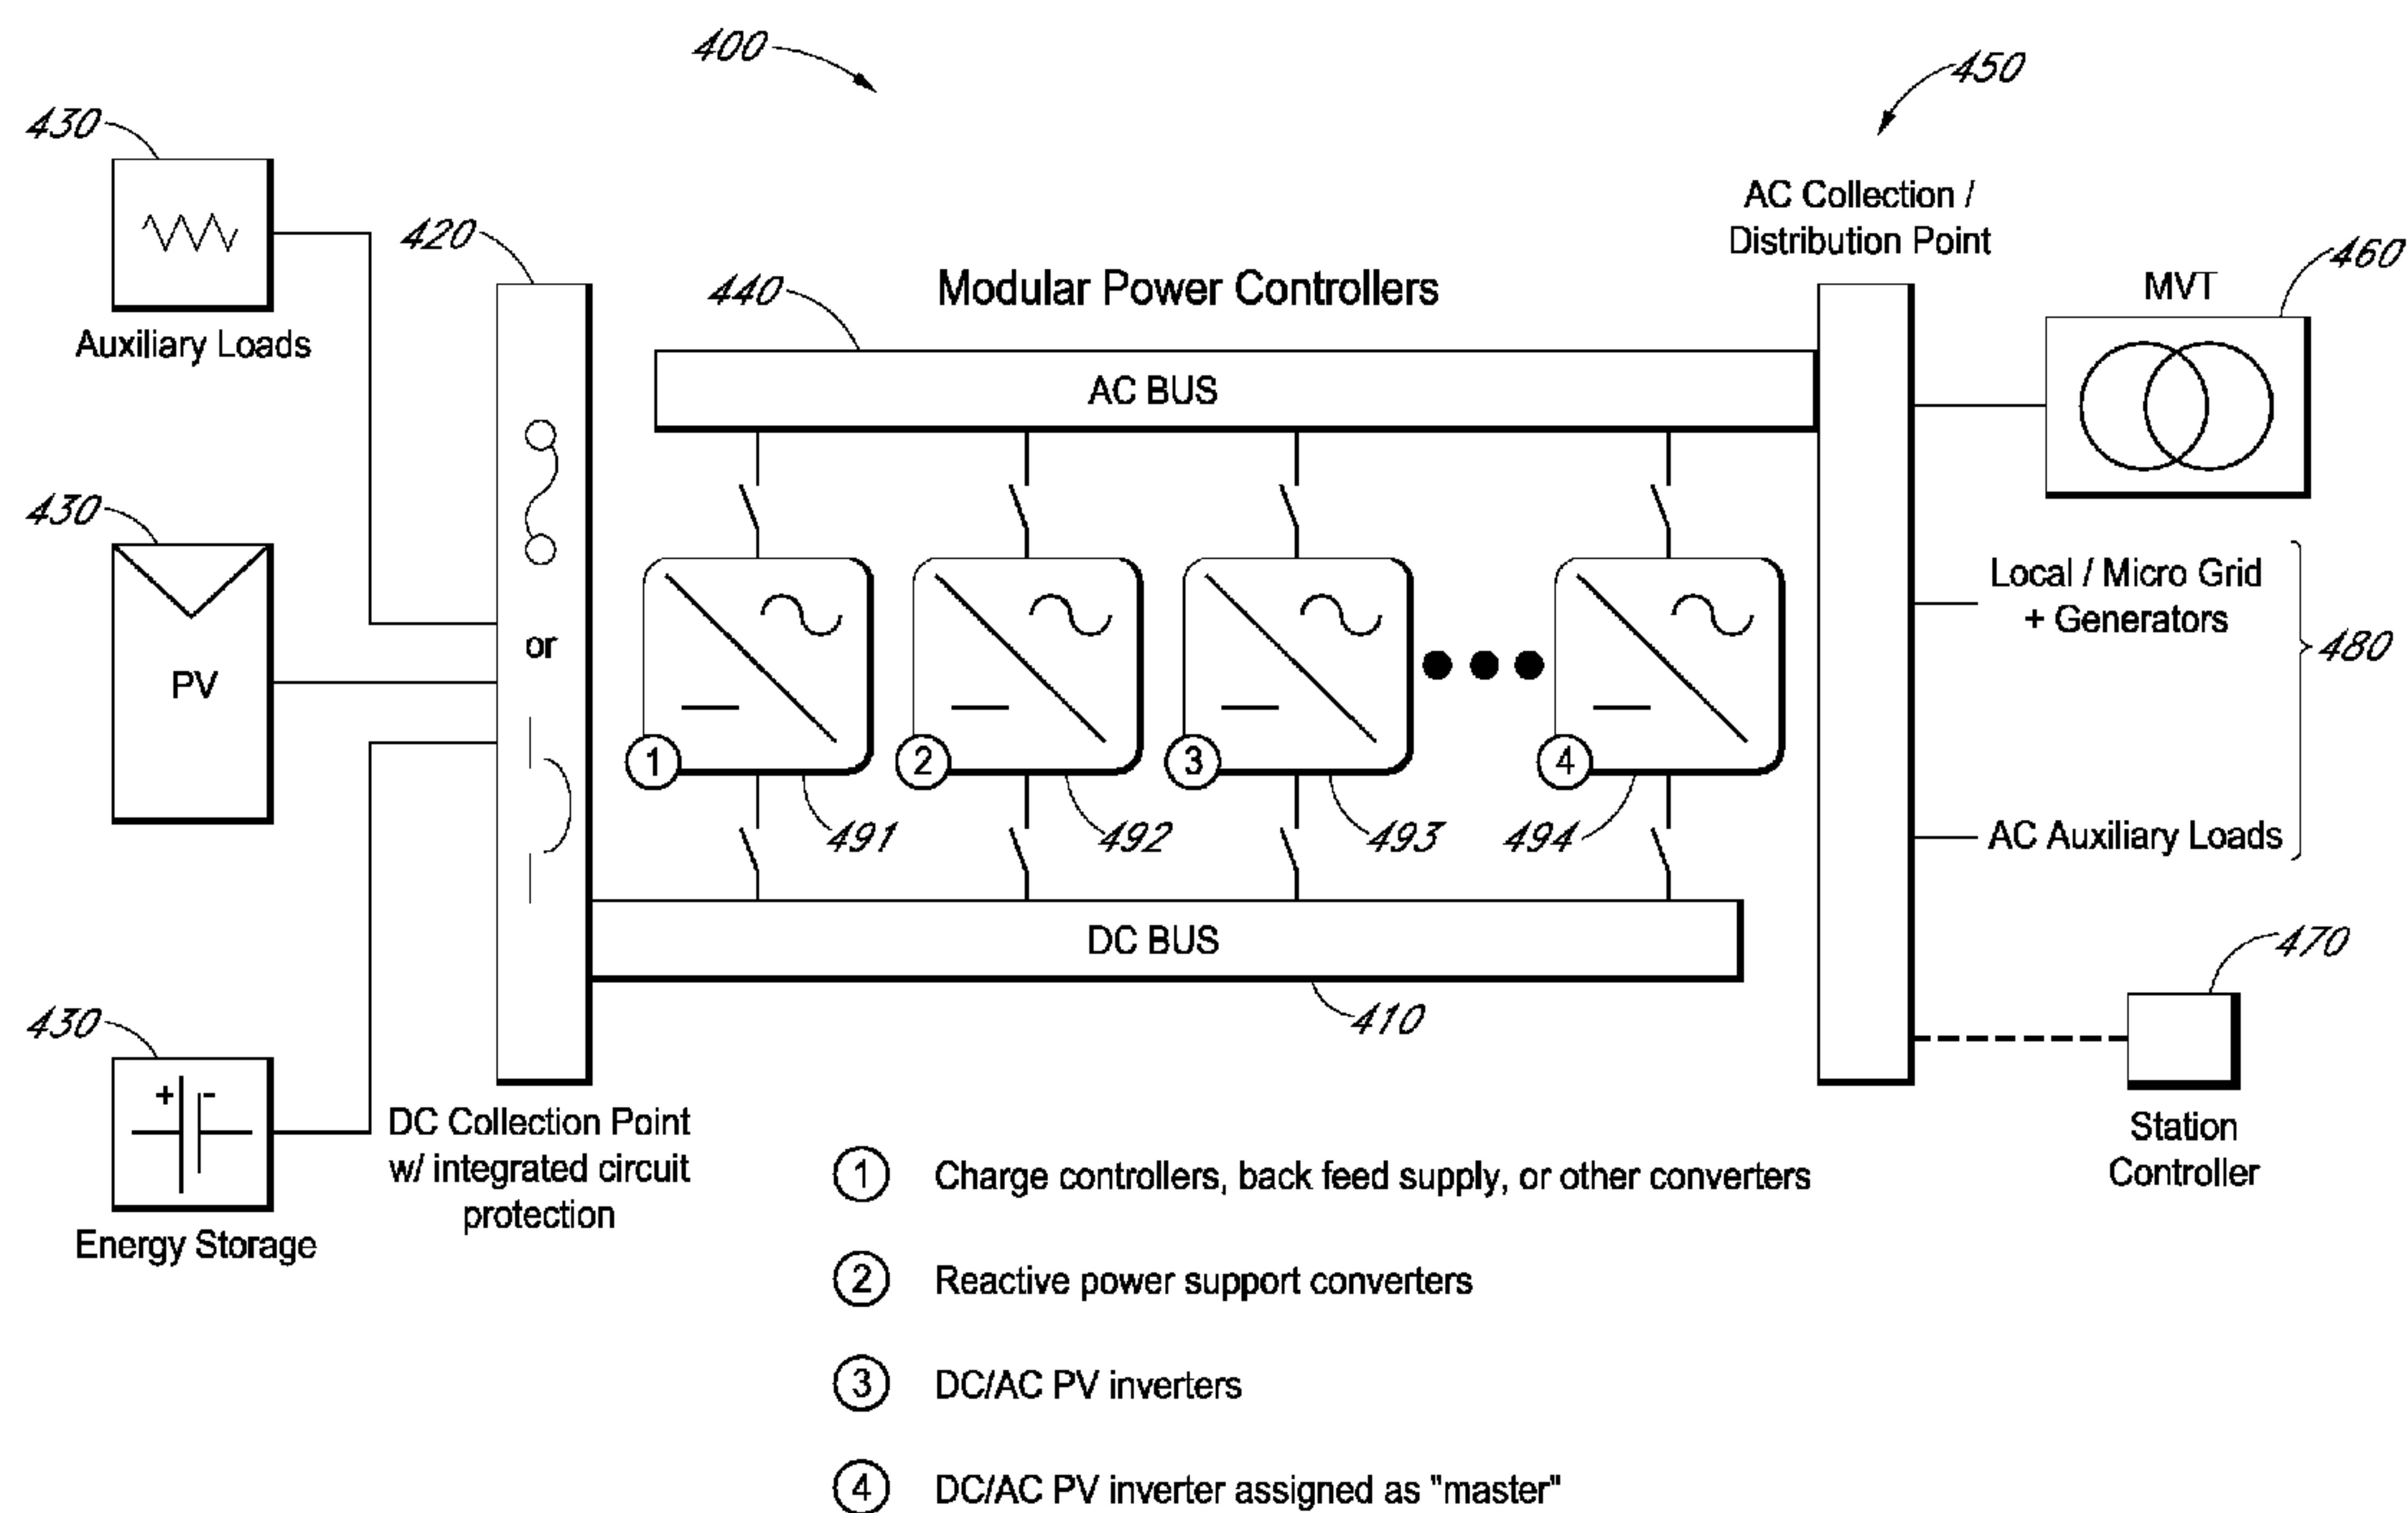 400
450
430
AC Collection /
Distribution Point
420
460
440
Modular Power Controllers
MVT
Auxiliary Loads
AC BUS
430
Local / Micro Grid
+ Generators
or
480
PV
1
2
3
4
491
492
493
494
AC Auxiliary Loads
DC BUS
470
430
410
+ -
DC Collection Point
w/ integrated circuit
protection
Station
Controller
Energy Storage
1 Charge controllers, back feed supply, or other converters
2 Reactive power support converters
3 DC/AC PV inverters
4 DC/AC PV inverter assigned as "master"